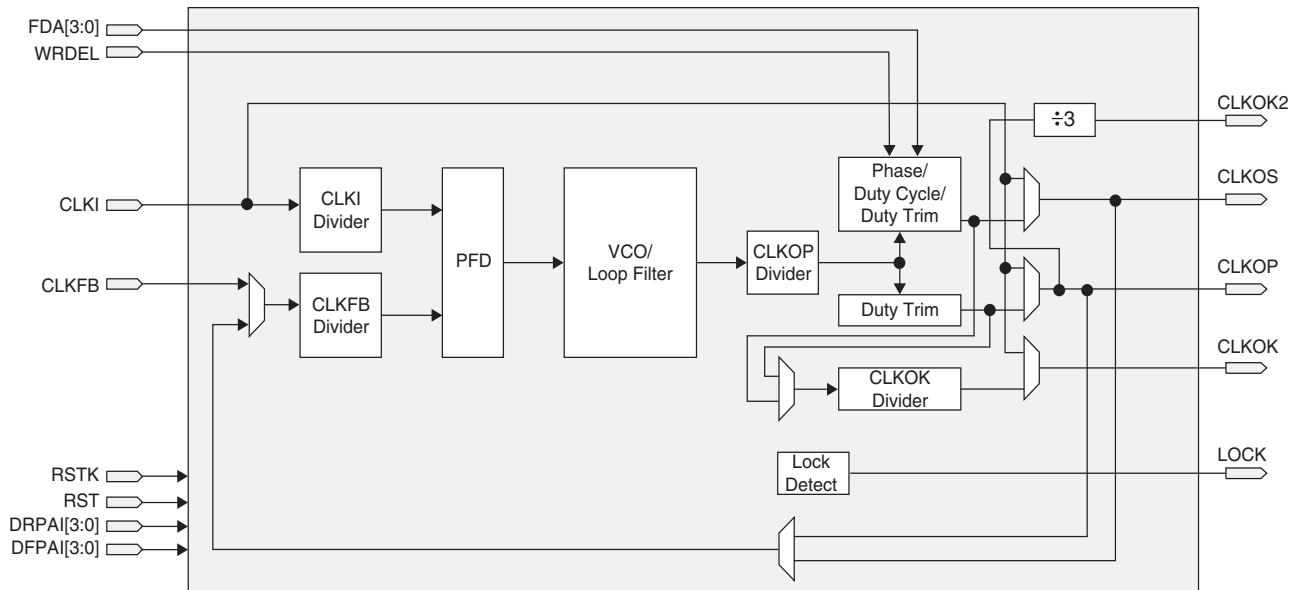 FDA[3:0]
WRDEL
CLKOK2
÷3
Phase/
Duty Cycle/
Duty Trim
CLKOS
CLKI
CLKI
Divider
PFD
VCO/
Loop Filter
CLKOP
Divider
CLKOP
CLKFB
CLKFB
Divider
Duty Trim
CLKOK
CLKOK
Divider
LOCK
Lock
Detect
RSTK
RST
DRPAI[3:0]
DFPAI[3:0]